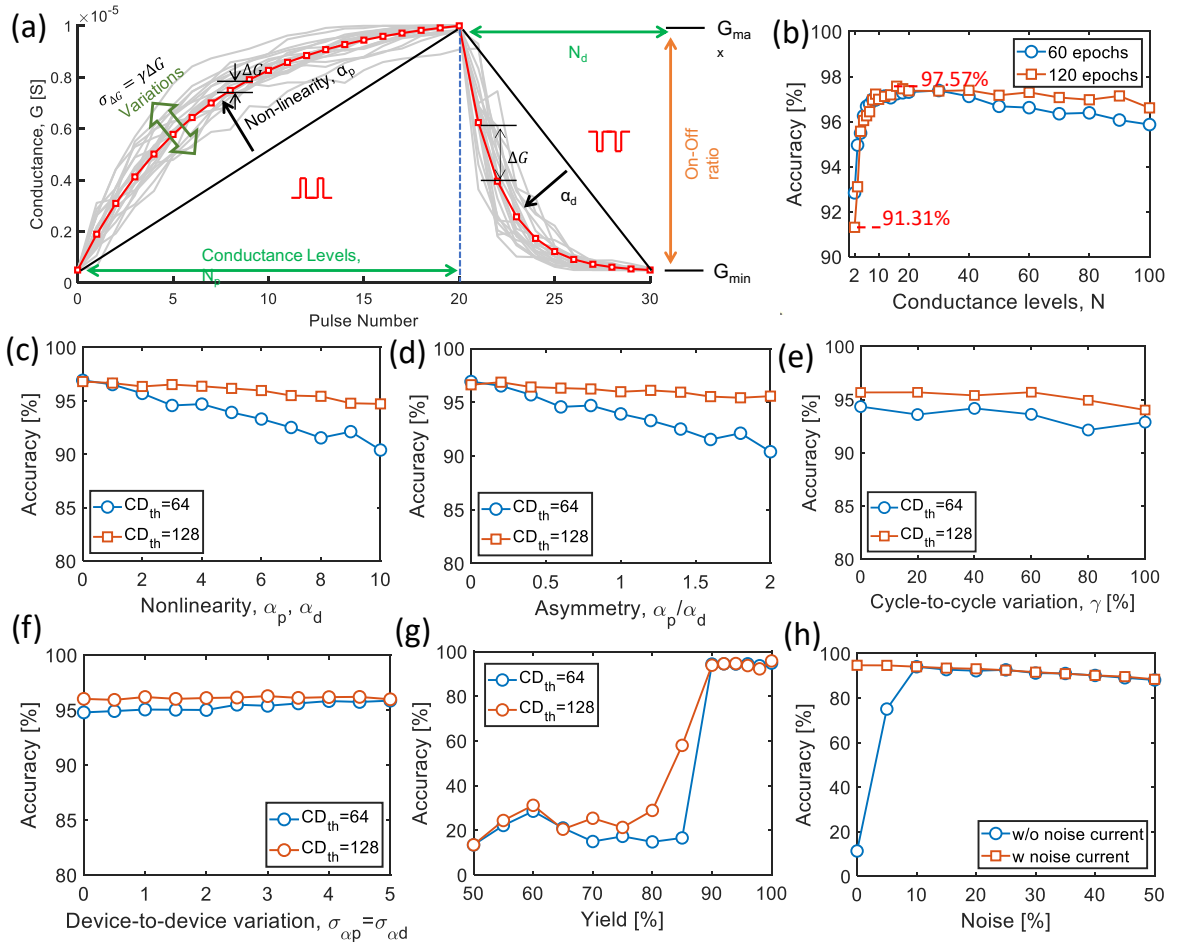 (a)
×10⁻⁵
1
0.8
0.6
0.4
0.2
0
Conductance, G [S]
σ_ΔG = γΔG
Variations
ΔG
Non-linearity, α_p
ΔG
α_d
N_d
G_ma
x
On-Off
ratio
G_min
Conductance Levels,
N_p
0 5 10 15 20 25 30
Pulse Number
(b)
98
97
96
95
94
93
92
91
90
Accuracy [%]
60 epochs
120 epochs
97.57%
91.31%
2 10 20 40 60 80 100
Conductance levels, N
(c)
100
95
90
85
80
Accuracy [%]
CD_th=64
CD_th=128
0 2 4 6 8 10
Nonlinearity, α_p, α_d
(d)
100
95
90
85
80
Accuracy [%]
CD_th=64
CD_th=128
0 0.5 1 1.5 2
Asymmetry, α_p/α_d
(e)
100
95
90
85
80
Accuracy [%]
CD_th=64
CD_th=128
0 20 40 60 80 100
Cycle-to-cycle variation, γ [%]
(f)
100
95
90
85
80
Accuracy [%]
CD_th=64
CD_th=128
0 1 2 3 4 5
Device-to-device variation, σ_αp=σ_αd
(g)
100
80
60
40
20
0
Accuracy [%]
CD_th=64
CD_th=128
50 60 70 80 90 100
Yield [%]
(h)
100
80
60
40
20
0
Accuracy [%]
w/o noise current
w noise current
0 10 20 30 40 50
Noise [%]